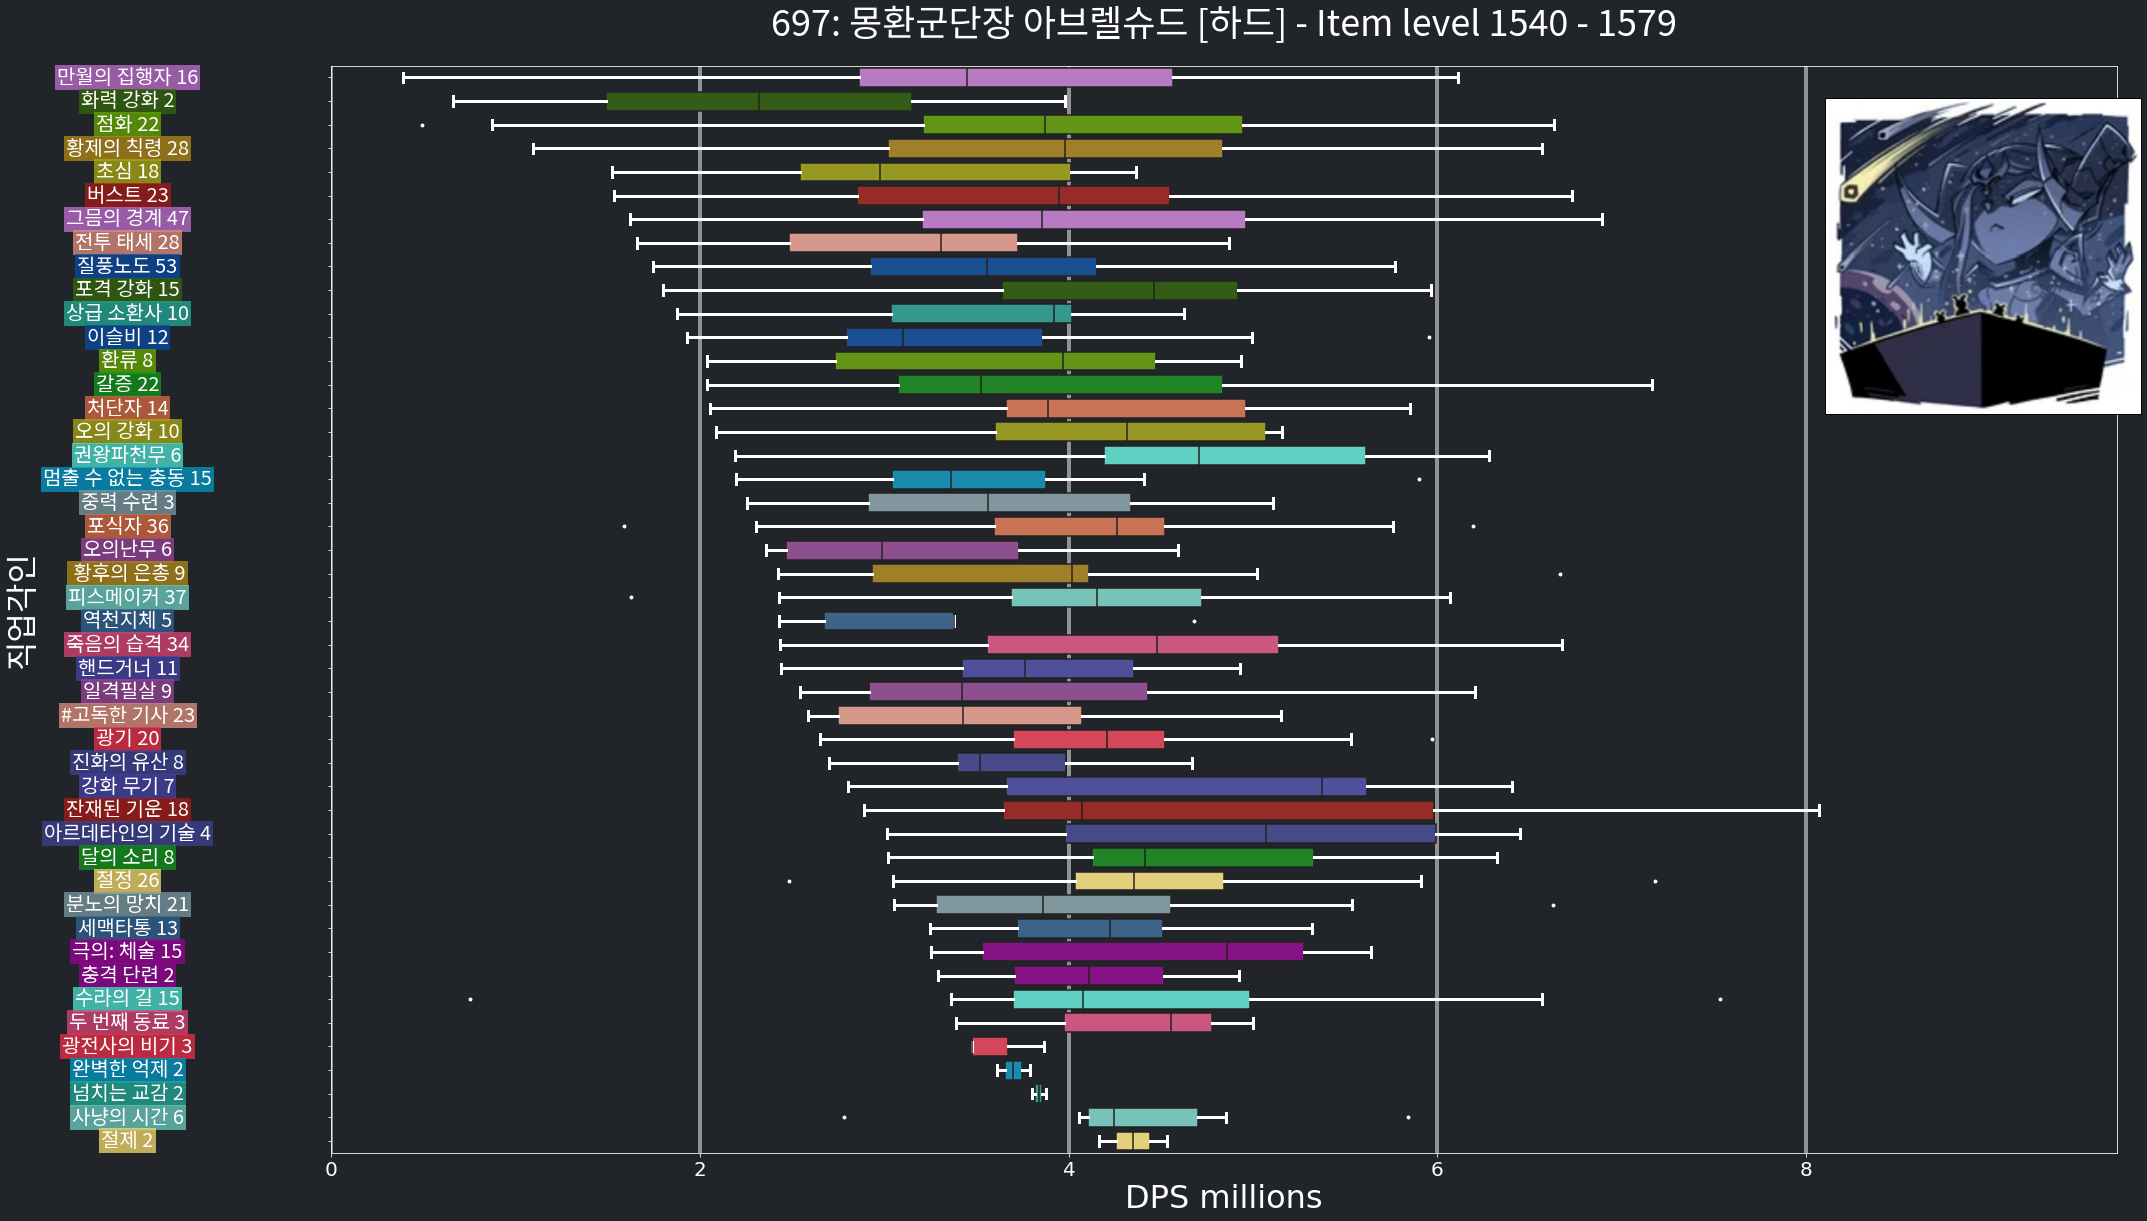 697: 몽환군단장 아브렐슈드 [하드] - Item level 1540 - 1579
만월의 집행자 16
화력 강화 2
점화 22
황제의 칙령 28
초심 18
버스트 23
그믐의 경계 47
전투 태세 28
질풍노도 53
포격 강화 15
상급 소환사 10
이슬비 12
환류 8
갈증 22
처단자 14
오의 강화 10
권왕파천무 6
멈출 수 없는 충동 15
중력 수련 3
포식자 36
오의난무 6
황후의 은총 9
피스메이커 37
역천지체 5
죽음의 습격 34
핸드거너 11
일격필살 9
#고독한 기사 23
광기 20
진화의 유산 8
강화 무기 7
잔재된 기운 18
아르데타인의 기술 4
달의 소리 8
절정 26
분노의 망치 21
세맥타통 13
극의: 체술 15
충격 단련 2
수라의 길 15
두 번째 동료 3
광전사의 비기 3
완벽한 억제 2
넘치는 교감 2
사냥의 시간 6
절제 2
직업각인
0 2 4 6 8
DPS millions